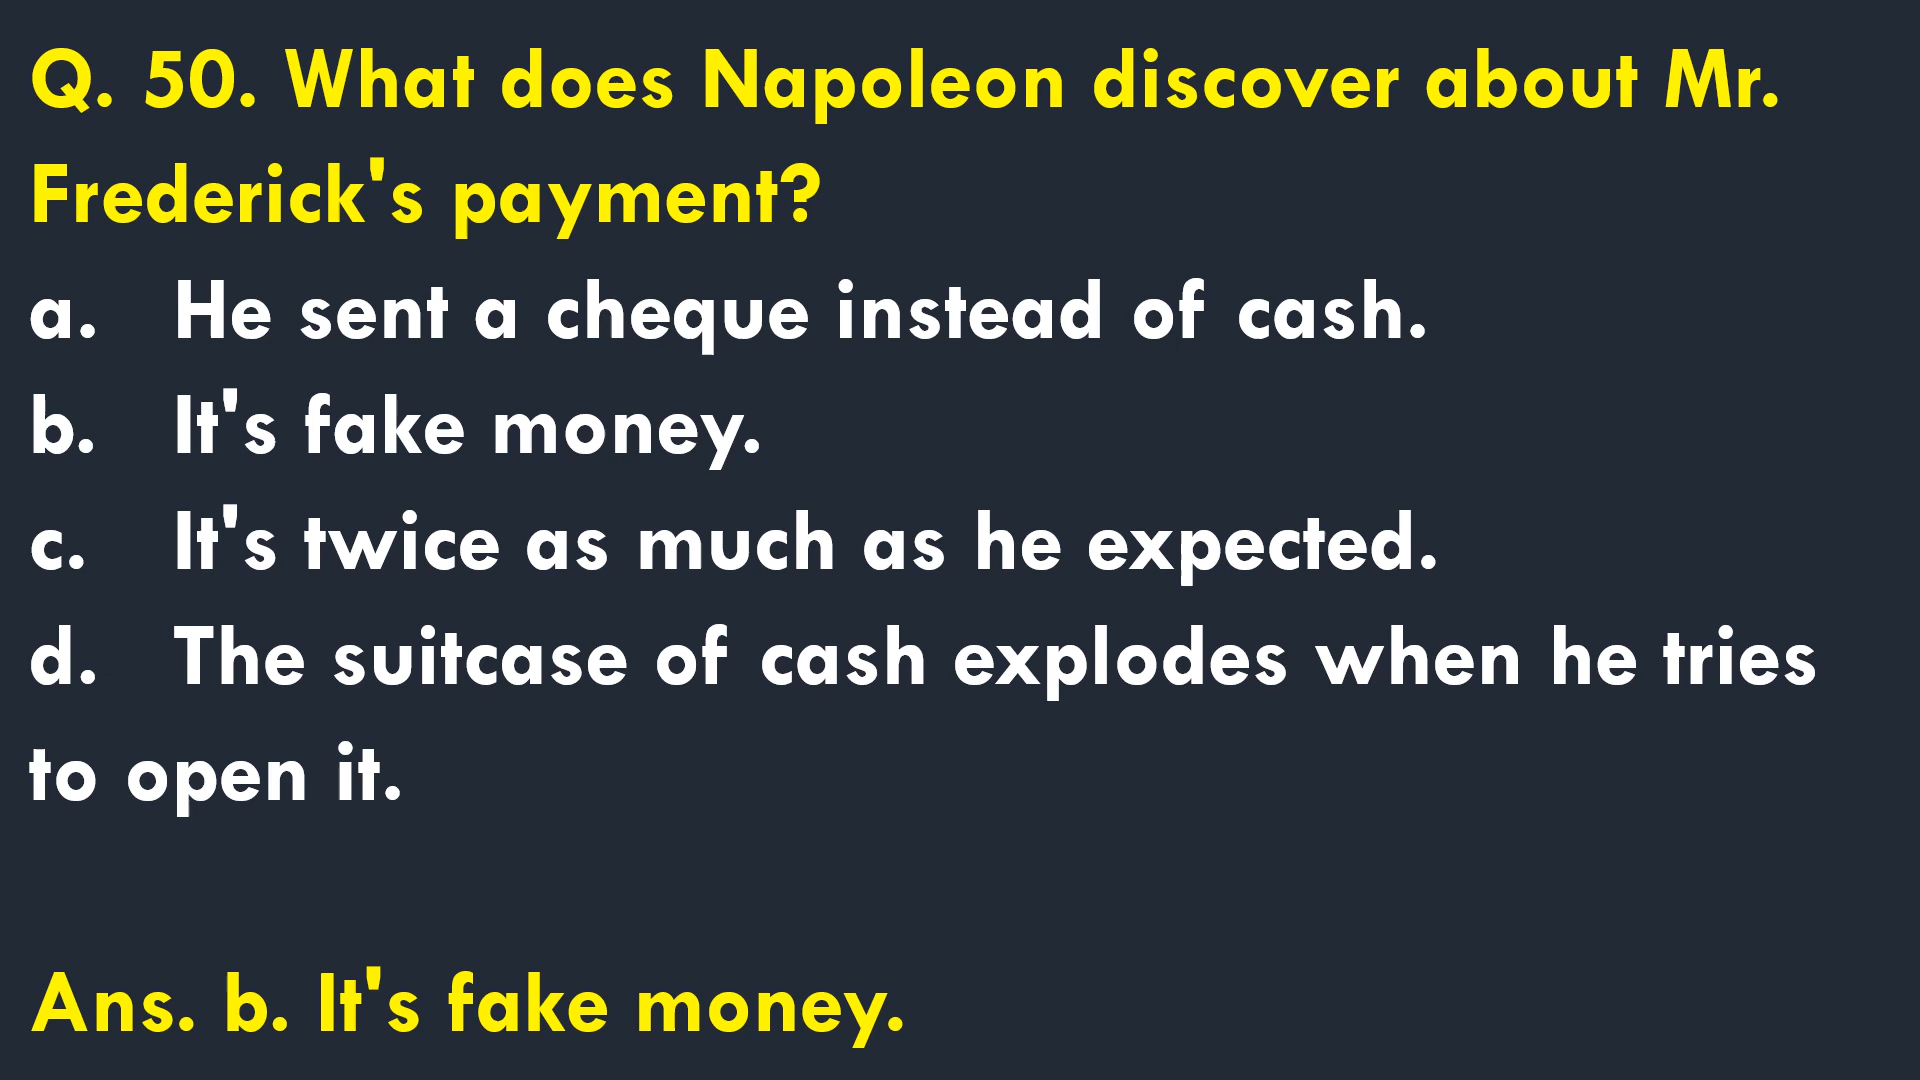 Q. 50. What does Napoleon discover about Mr.
Frederick's payment?
a. He sent a cheque instead of cash.
b. It's fake money.
c. It's twice as much as he expected.
d. The suitcase of cash explodes when he tries
to open it.
Ans. b. It's fake money.